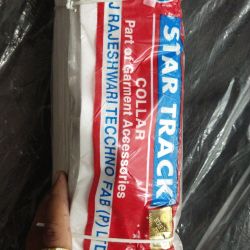 STAR TRACK
COLLAR
Part of Garment Accessories
J RAJESHWARI TECCHNO FAB (P) LTD